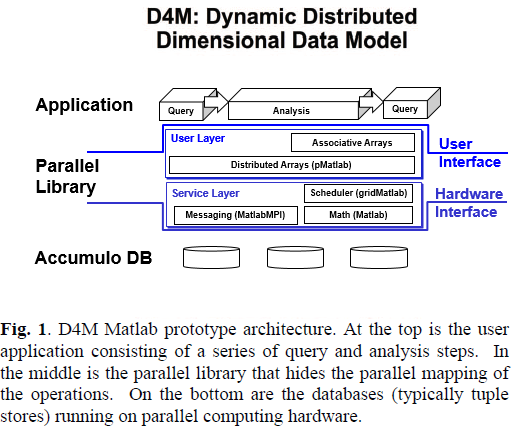 D4M: Dynamic Distributed
Dimensional Data Model
Application
Query
Analysis
Query
User Layer
Associative Arrays
Distributed Arrays (pMatlab)
User
Interface
Parallel
Library
Service Layer
Scheduler (gridMatlab)
Messaging (MatlabMPI)
Math (Matlab)
Hardware
Interface
Accumulo DB
Fig. 1. D4M Matlab prototype architecture. At the top is the user
application consisting of a series of query and analysis steps. In
the middle is the parallel library that hides the parallel mapping of
the operations. On the bottom are the databases (typically tuple
stores) running on parallel computing hardware.